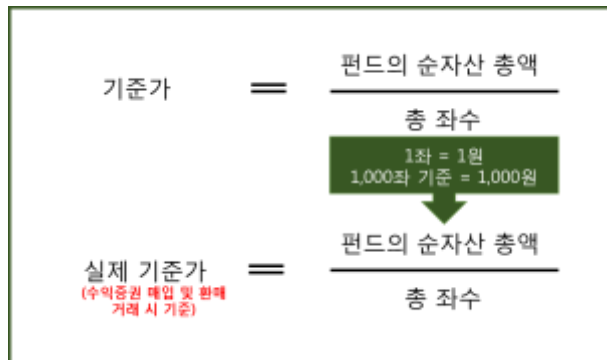 펀드의 순자산 총액
기준가 =
총 좌수
1좌 = 1원
1,000좌 기준 = 1,000원
펀드의 순자산 총액
실제 기준가 =
(수익증권 매입 및 환매
거래 시 기준)
총 좌수